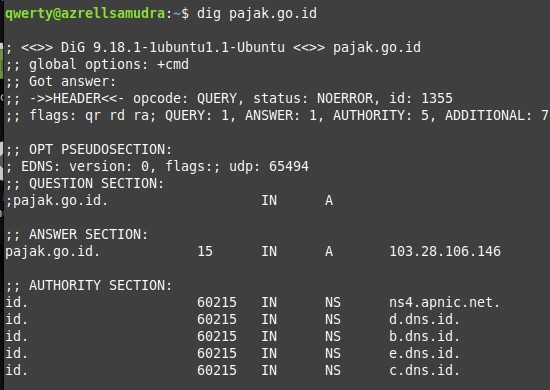 qwerty@azrellsamudra:~$ dig pajak.go.id
; <<>> DiG 9.18.1-1ubuntu1.1-Ubuntu <<>> pajak.go.id
;; global options: +cmd
;; Got answer:
;; ->>HEADER<<- opcode: QUERY, status: NOERROR, id: 1355
;; flags: qr rd ra; QUERY: 1, ANSWER: 1, AUTHORITY: 5, ADDITIONAL: 7
;; OPT PSEUDOSECTION:
; EDNS: version: 0, flags:; udp: 65494
;; QUESTION SECTION:
;pajak.go.id. IN A
;; ANSWER SECTION:
pajak.go.id. 15 IN A 103.28.106.146
;; AUTHORITY SECTION:
id. 60215 IN NS ns4.apnic.net.
id. 60215 IN NS d.dns.id.
id. 60215 IN NS b.dns.id.
id. 60215 IN NS e.dns.id.
id. 60215 IN NS c.dns.id.